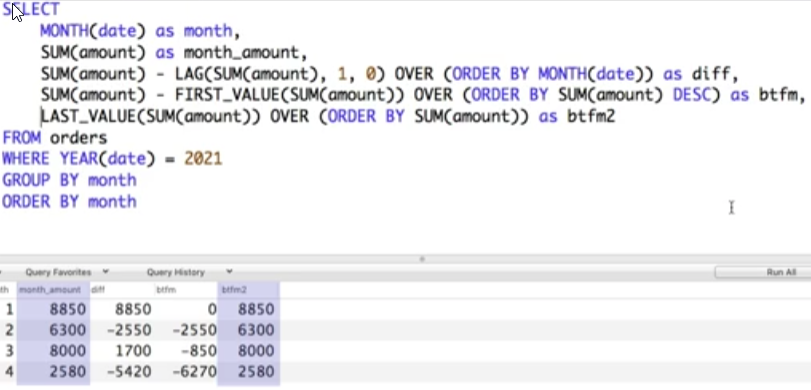 SELECT
MONTH(date) as month,
SUM(amount) as month_amount,
SUM(amount) - LAG(SUM(amount), 1, 0) OVER (ORDER BY MONTH(date)) as diff,
SUM(amount) - FIRST_VALUE(SUM(amount)) OVER (ORDER BY SUM(amount) DESC) as btfm,
LAST_VALUE(SUM(amount)) OVER (ORDER BY SUM(amount)) as btfm2
FROM orders
WHERE YEAR(date) = 2021
GROUP BY month
ORDER BY month
Query Favorites Query History Run All
th month_amount diff btfm btfm2
1 8850 8850 0 8850
2 6300 -2550 -2550 6300
3 8000 1700 -850 8000
4 2580 -5420 -6270 2580